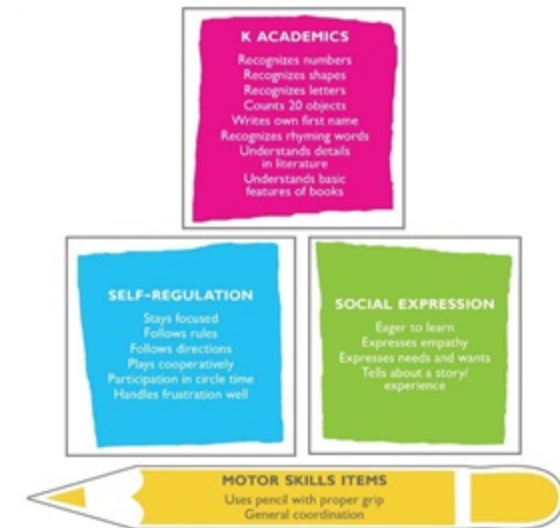 K ACADEMICS
Recognizes numbers
Recognizes shapes
Recognizes letters
Counts 20 objects
Writes own first name
Recognizes rhyming words
Understands details
in literature
Understands basic
features of books
SELF-REGULATION
Stays focused
Follows rules
Follows directions
Plays cooperatively
Participation in circle time
Handles frustration well
SOCIAL EXPRESSION
Eager to learn
Expresses empathy
Expresses needs and wants
Tells about a story/
experience
MOTOR SKILLS ITEMS
Uses pencil with proper grip
General coordination